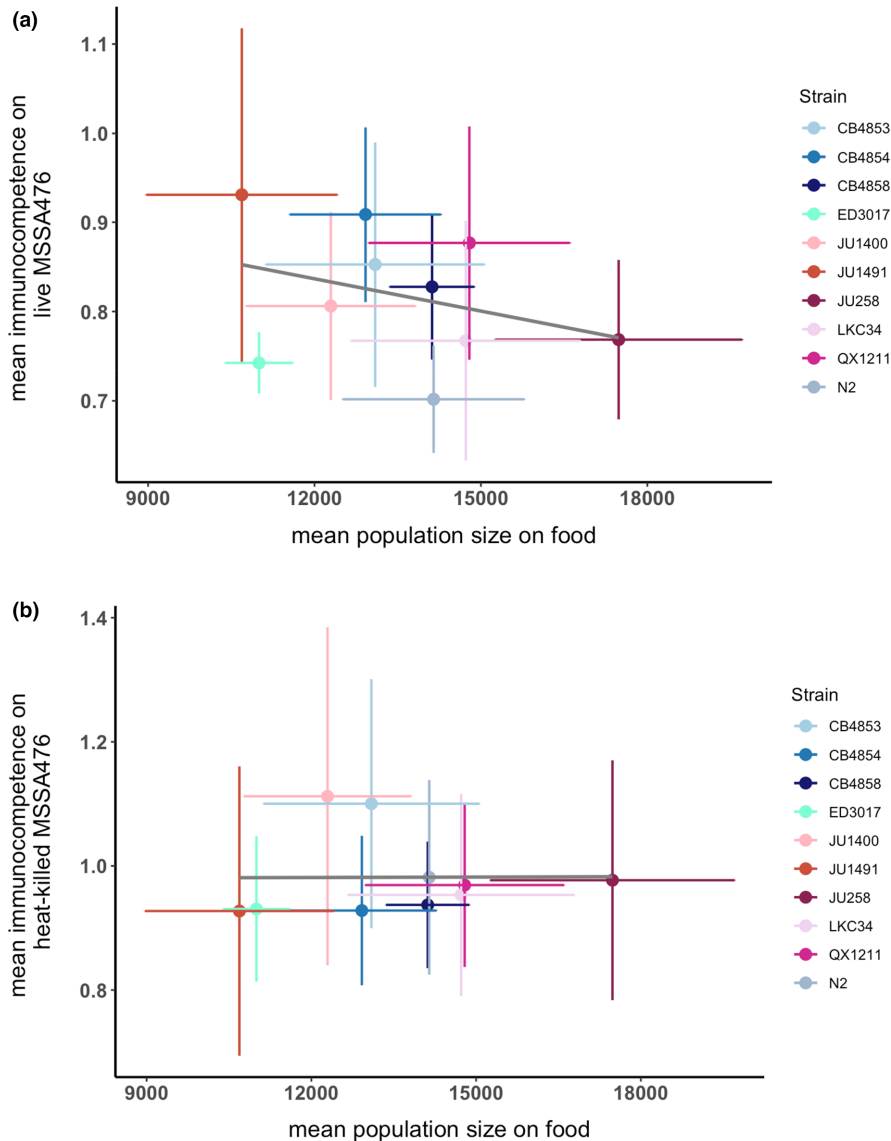 (a)
1.1
1.0
0.9
0.8
0.7
mean immunocompetence on
live MSSA476
9000
12000
15000
18000
mean population size on food
Strain
CB4853
CB4854
CB4858
ED3017
JU1400
JU1491
JU258
LKC34
QX1211
N2
(b)
1.4
1.2
1.0
0.8
mean immunocompetence on
heat-killed MSSA476
9000
12000
15000
18000
mean population size on food
Strain
CB4853
CB4854
CB4858
ED3017
JU1400
JU1491
JU258
LKC34
QX1211
N2